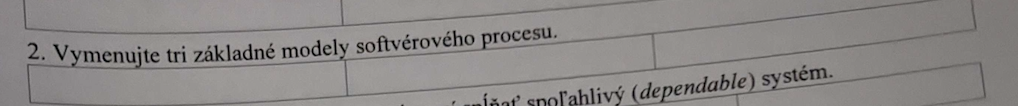 2. Vymenujte tri základné modely softvérového procesu.
spoľahlivý (dependable) systém.